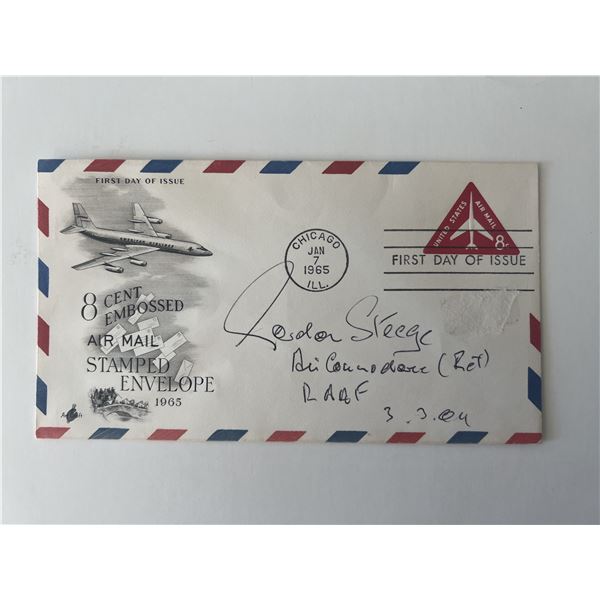 FIRST DAY OF ISSUE
8 CENT
EMBOSSED
AIR MAIL
STAMPED
ENVELOPE
1965
CHICAGO
JAN
7
1965
ILL.
UNITED STATES
AIR MAIL
8¢
FIRST DAY OF ISSUE
Gordon Steege
Air Commodore (Ret)
RAAF
3.3.04